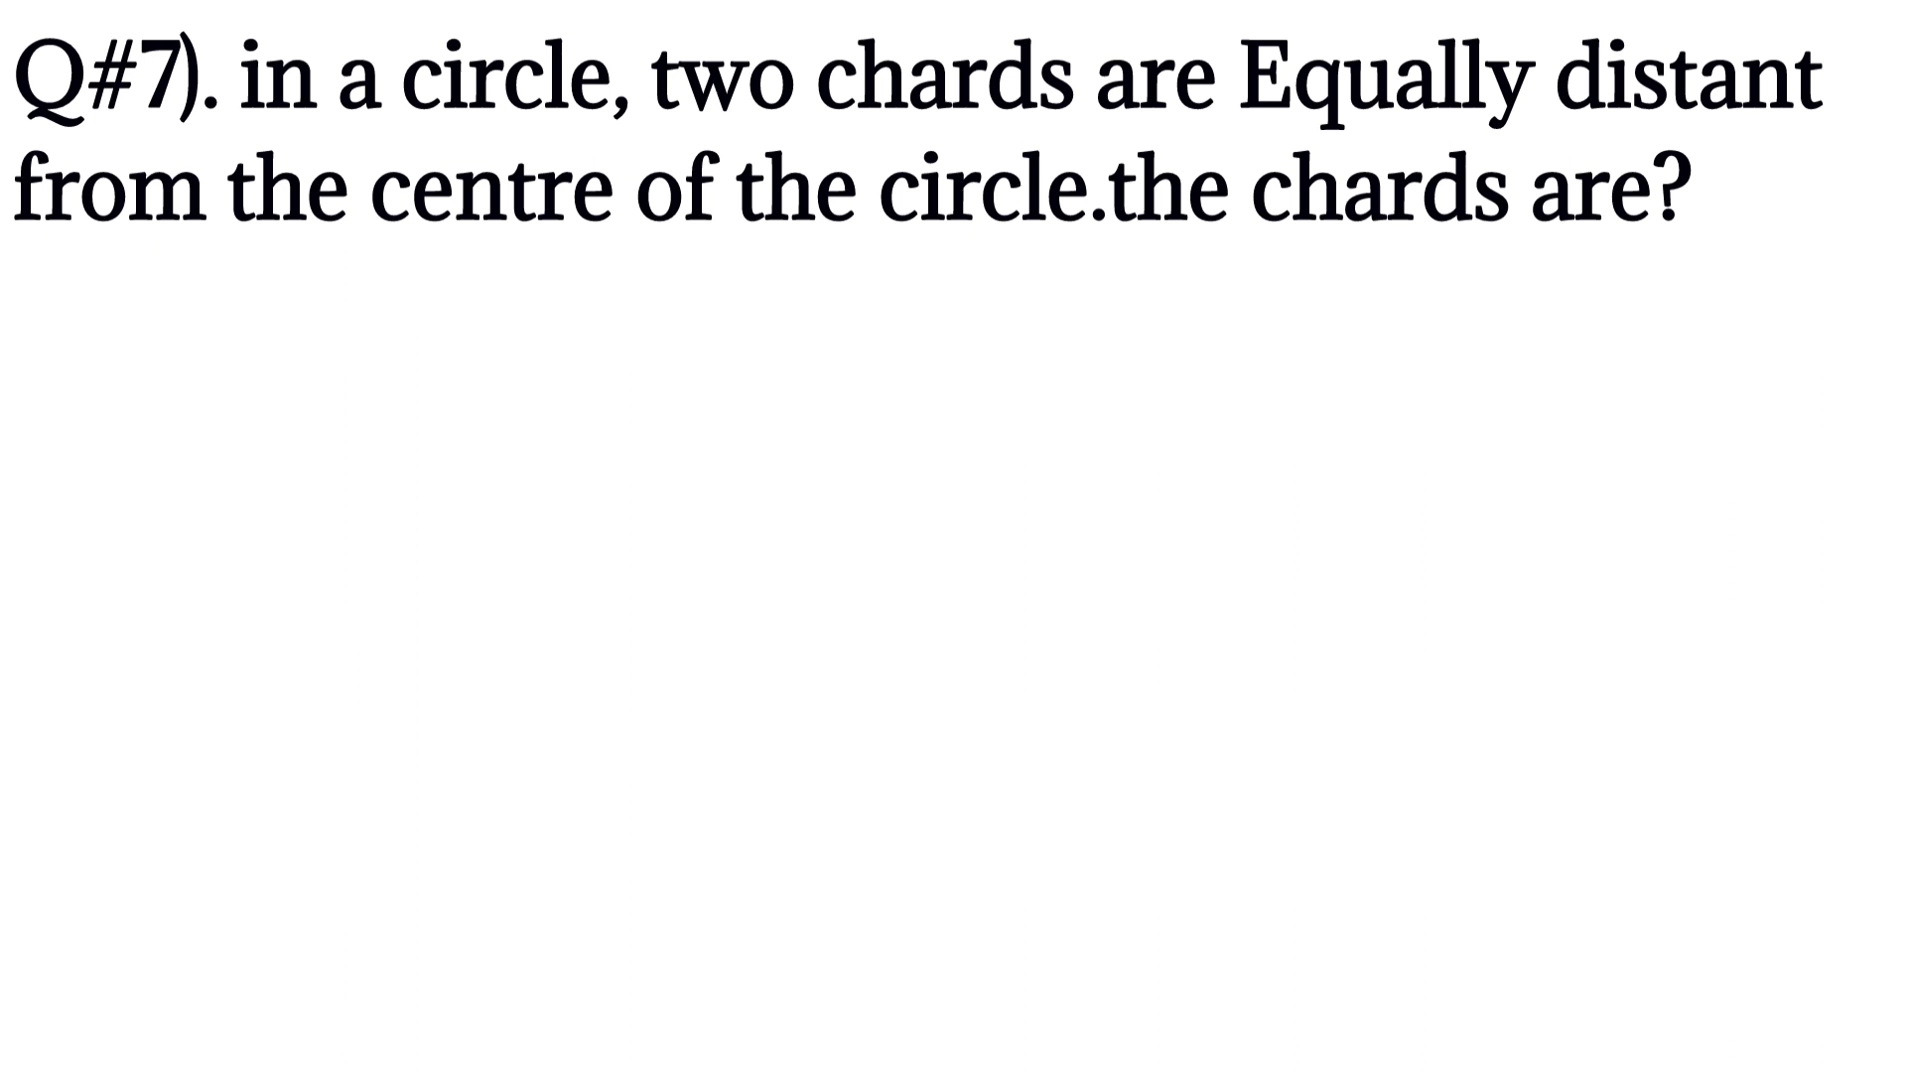 Q#7). in a circle, two chards are Equally distant
from the centre of the circle.the chards are?